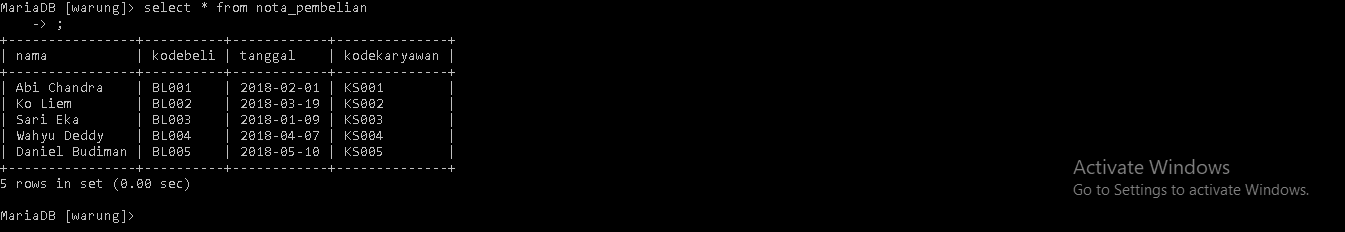 MariaDB [warung]> select * from nota_pembelian
    -> ;
+----------------+----------+------------+--------------+
| nama           | kodebeli | tanggal    | kodekaryawan |
+----------------+----------+------------+--------------+
| Abi Chandra    | BL001    | 2018-02-01 | KS001        |
| Ko Liem        | BL002    | 2018-03-19 | KS002        |
| Sari Eka       | BL003    | 2018-01-09 | KS003        |
| Wahyu Deddy    | BL004    | 2018-04-07 | KS004        |
| Daniel Budiman | BL005    | 2018-05-10 | KS005        |
+----------------+----------+------------+--------------+
5 rows in set (0.00 sec)
MariaDB [warung]>
Activate Windows
Go to Settings to activate Windows.